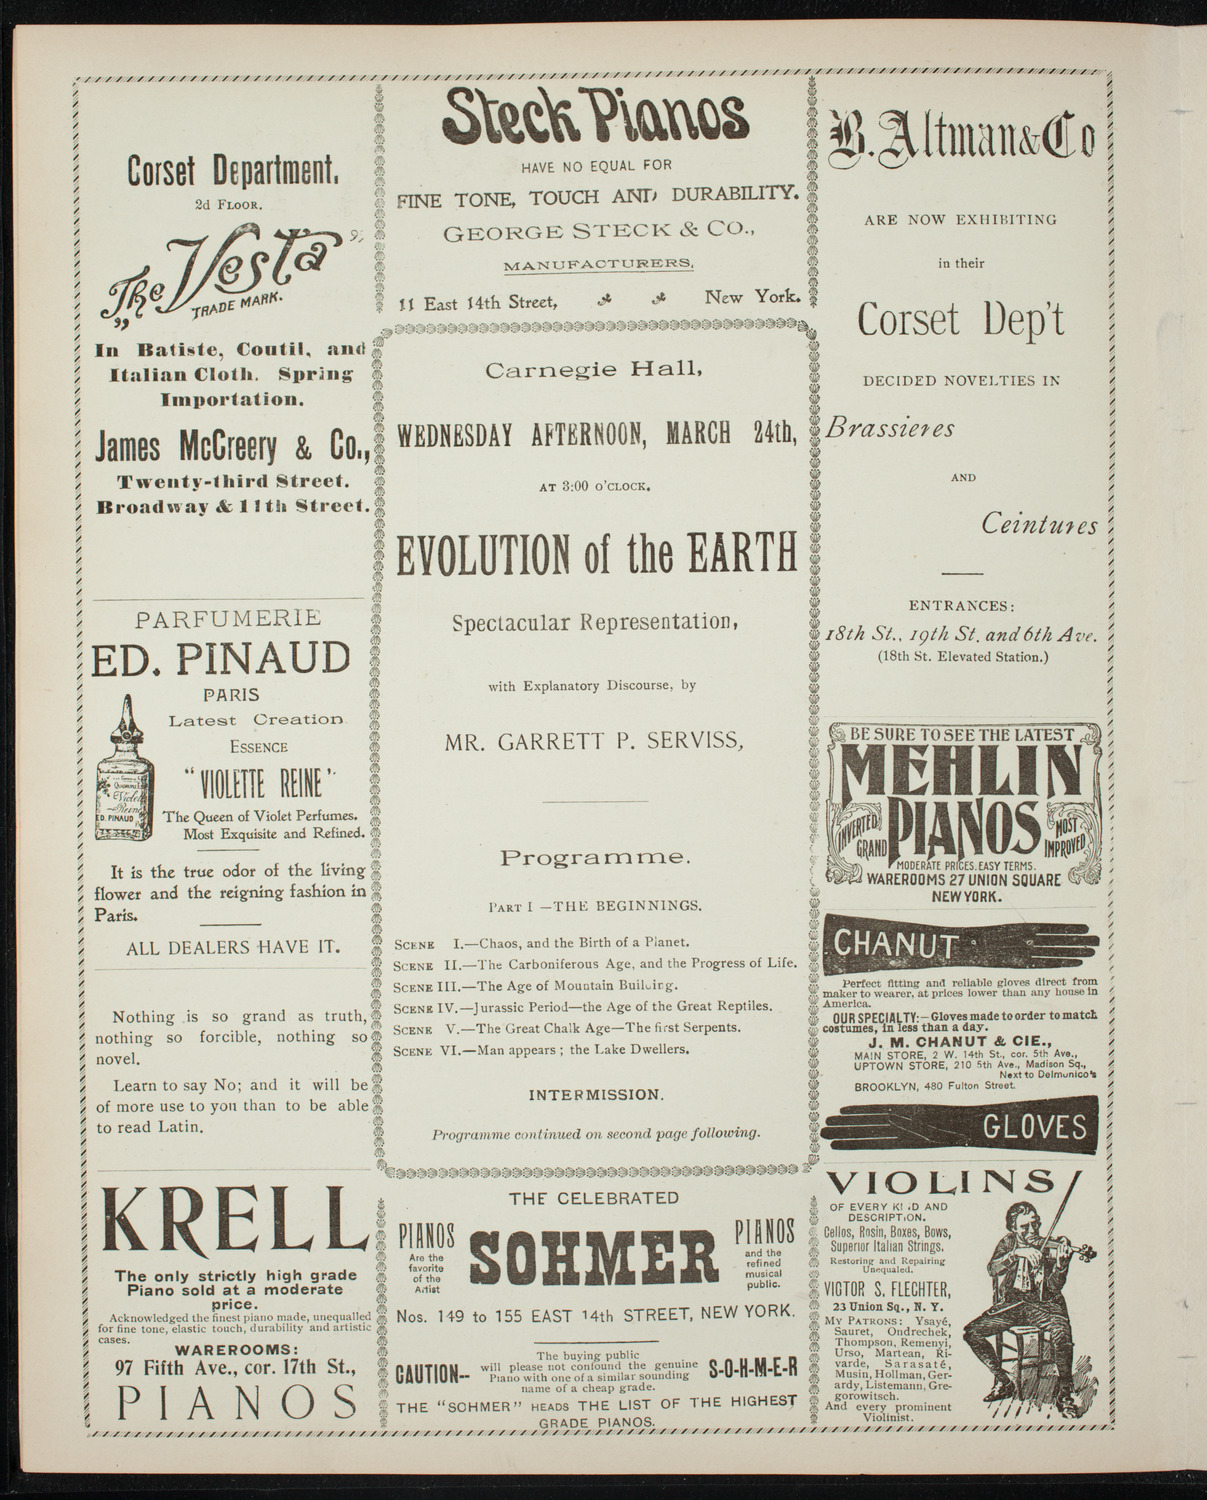 Corset Department,
2d FLOOR.
"The Vesta"
TRADE MARK.
In Batiste, Coutil, and
Italian Cloth. Spring
Importation.
James McCreery & Co.,
Twenty-third Street.
Broadway & 11th Street.
PARFUMERIE
ED. PINAUD
PARIS
Latest Creation
ESSENCE
"VIOLETTE REINE"
The Queen of Violet Perfumes.
Most Exquisite and Refined.
ED. PINAUD
It is the true odor of the living
flower and the reigning fashion in
Paris.
ALL DEALERS HAVE IT.
Nothing is so grand as truth,
nothing so forcible, nothing so
novel.
Learn to say No; and it will be
of more use to you than to be able
to read Latin.
KRELL
The only strictly high grade
Piano sold at a moderate
price.
Acknowledged the finest piano made, unequalled
for fine tone, elastic touch, durability and artistic
cases.
WAREROOMS:
97 Fifth Ave., cor. 17th St.,
PIANOS
Steck Pianos
HAVE NO EQUAL FOR
FINE TONE, TOUCH AND DURABILITY.
GEORGE STECK & CO.,
MANUFACTURERS,
11 East 14th Street, New York.
Carnegie Hall,
WEDNESDAY AFTERNOON, MARCH 24th,
AT 3:00 O'CLOCK.
EVOLUTION of the EARTH
Spectacular Representation,
with Explanatory Discourse, by
MR. GARRETT P. SERVISS,
Programme.
PART I —THE BEGINNINGS.
SCENE I.—Chaos, and the Birth of a Planet.
SCENE II.—The Carboniferous Age, and the Progress of Life.
SCENE III.—The Age of Mountain Building.
SCENE IV.—Jurassic Period—the Age of the Great Reptiles.
SCENE V.—The Great Chalk Age—The first Serpents.
SCENE VI.—Man appears; the Lake Dwellers.
INTERMISSION.
Programme continued on second page following.
THE CELEBRATED
PIANOS SOHMER PIANOS
Are the
favorite
of the
Artist
and the
refined
musical
public.
Nos. 149 to 155 EAST 14th STREET, NEW YORK.
CAUTION--
The buying public
will please not confound the genuine
Piano with one of a similar sounding
name of a cheap grade.
S-O-H-M-E-R
THE "SOHMER" HEADS THE LIST OF THE HIGHEST
GRADE PIANOS.
B. Altman & Co
ARE NOW EXHIBITING
in their
Corset Dep't
DECIDED NOVELTIES IN
Brassieres
AND
Ceintures
ENTRANCES:
18th St., 19th St. and 6th Ave.
(18th St. Elevated Station.)
BE SURE TO SEE THE LATEST
MEHLIN
PIANOS
INVERTED
GRAND
MOST
IMPROVED
MODERATE PRICES. EASY TERMS.
WAREROOMS 27 UNION SQUARE
NEW YORK.
CHANUT
Perfect fitting and reliable gloves direct from
maker to wearer, at prices lower than any house in
America.
OUR SPECIALTY:—Gloves made to order to match
costumes, in less than a day.
J. M. CHANUT & CIE.,
MAIN STORE, 2 W. 14th St., cor. 5th Ave.,
UPTOWN STORE, 210 5th Ave., Madison Sq.,
Next to Delmonico's
BROOKLYN, 480 Fulton Street.
GLOVES
VIOLINS
OF EVERY KIND AND
DESCRIPTION.
Cellos, Rosin, Boxes, Bows,
Superior Italian Strings.
Restoring and Repairing
Unequaled.
VICTOR S. FLECHTER,
23 Union Sq., N. Y.
MY PATRONS: Ysayé,
Sauret, Ondrechek,
Thompson, Remenyi,
Urso, Martean, Ri-
varde, Sarasaté,
Musin, Hollman, Ger-
ardy, Listemann, Gre-
gorowitsch.
And every prominent
Violinist.